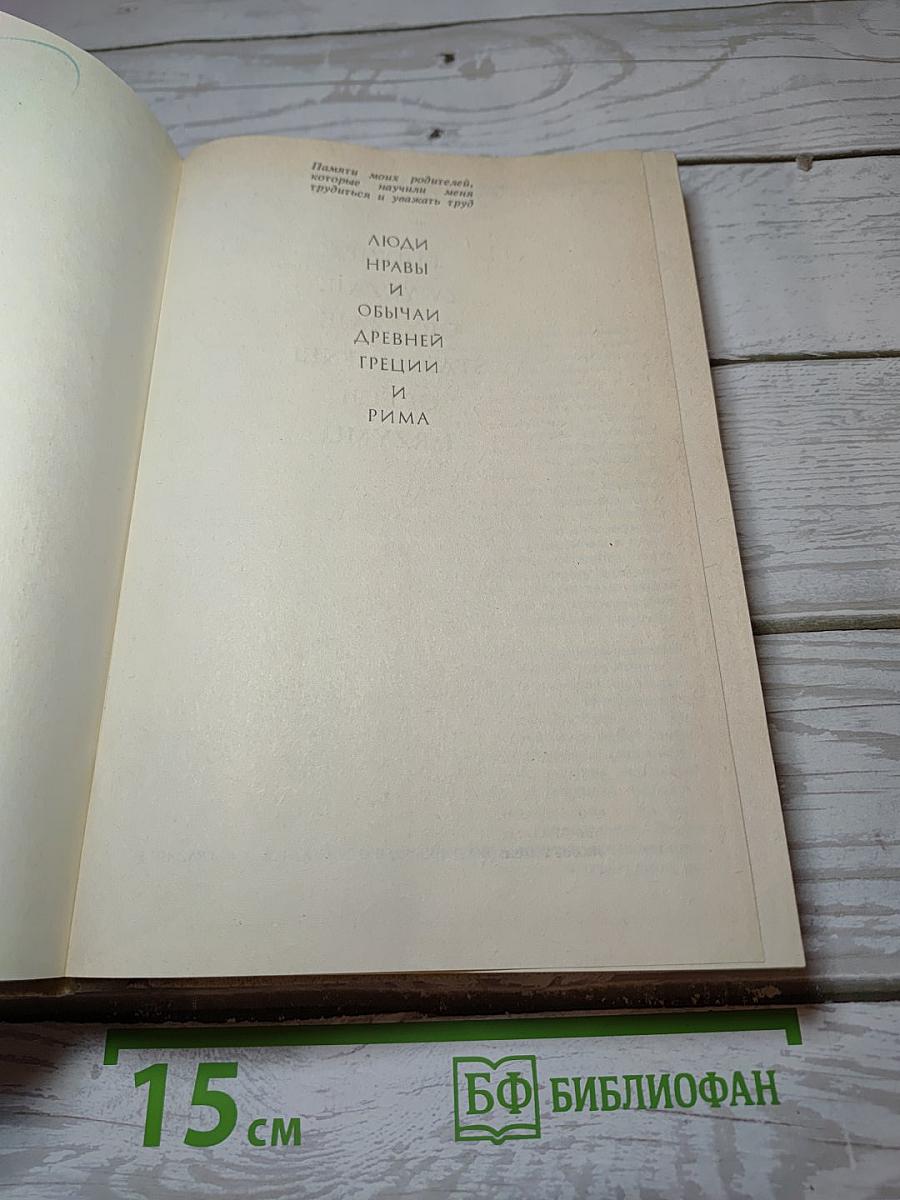 Памяти моих родителей,
которые научили меня
трудиться и уважать труд
ЛЮДИ
НРАВЫ
И
ОБЫЧАИ
ДРЕВНЕЙ
ГРЕЦИИ
И
РИМА
15 см
БФ БИБЛИОФАН